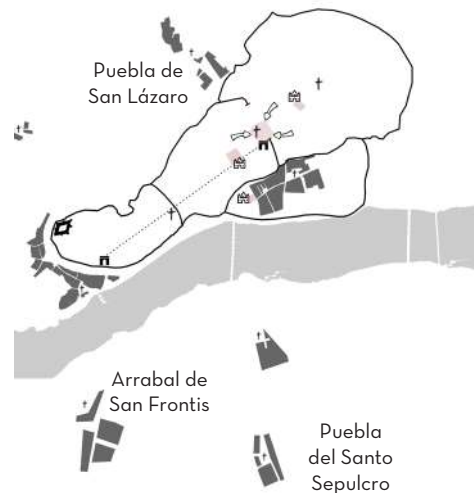 Puebla de
San Lázaro
Arrabal de
San Frontis
Puebla
del Santo
Sepulcro